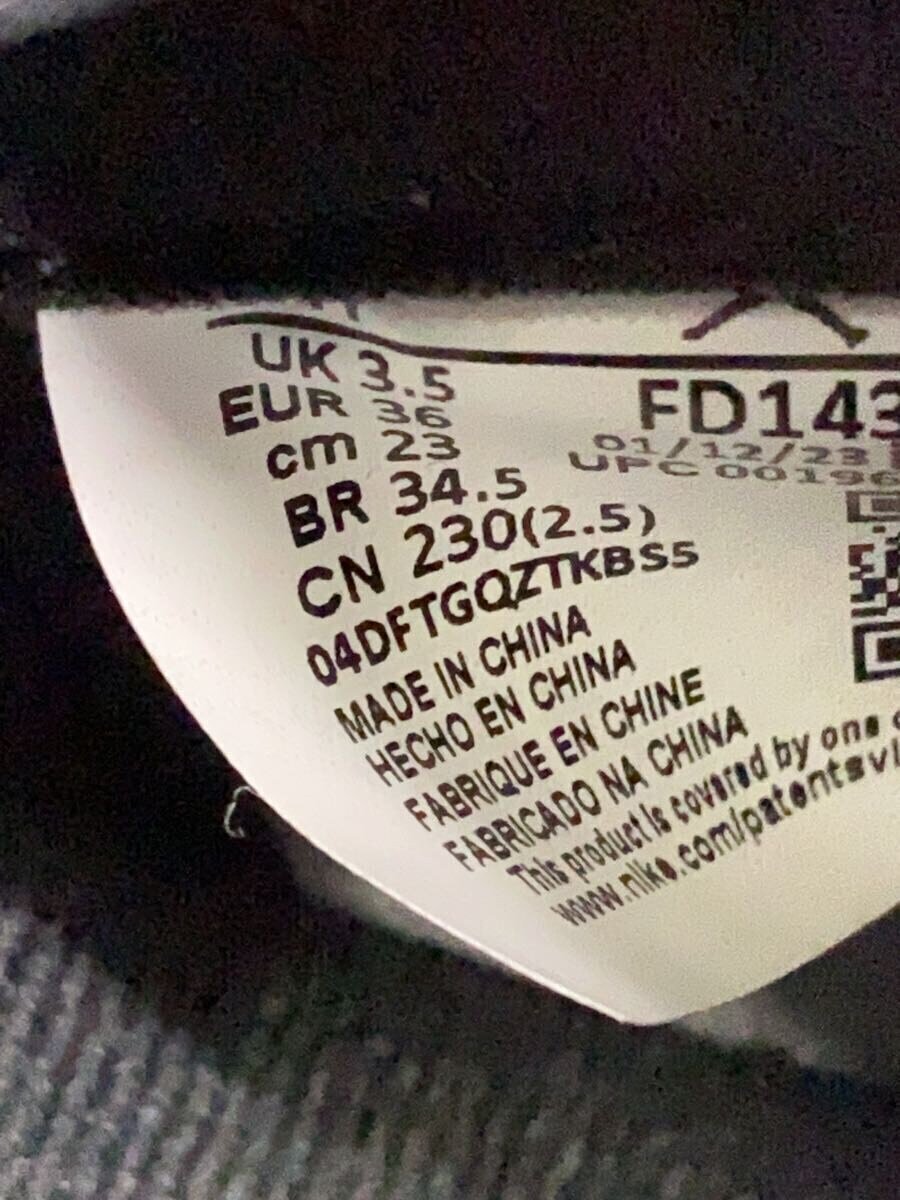 UK 3.5
EUR 36
cm 23
BR 34.5
CN 230(2.5)
04DFTGQZTKBS5
MADE IN CHINA
HECHO EN CHINA
FABRIQUE EN CHINE
FABRICADO NA CHINA
This product is covered by one
www.nike.com/patents
FD143
01/12/23
UPC 00196